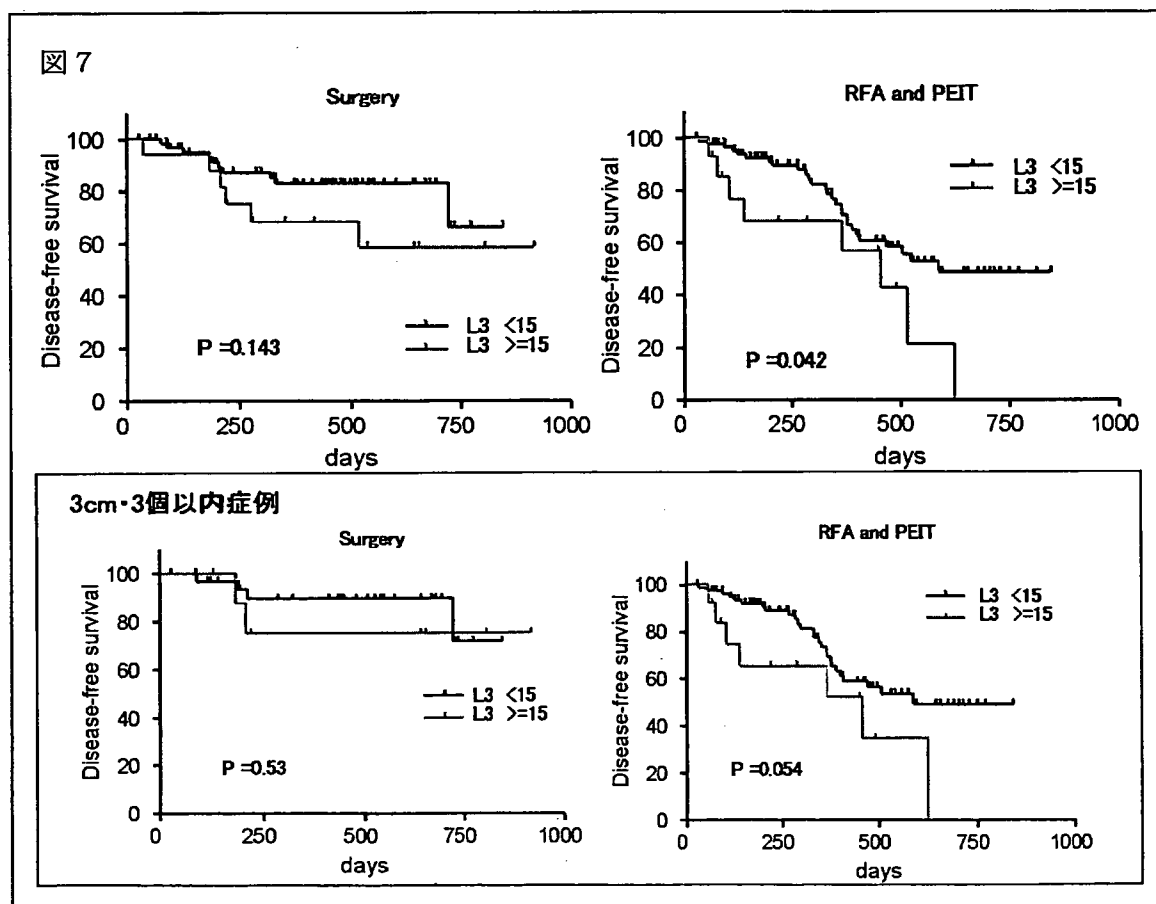 図7
Surgery
Disease-free survival
100
80
60
40
20
0
L3 <15
L3 >=15
P =0.143
0 250 500 750 1000
days
RFA and PEIT
Disease-free survival
100
80
60
40
20
0
L3 <15
L3 >=15
P =0.042
0 250 500 750 1000
days
3cm・3個以内症例
Surgery
Disease-free survival
100
80
60
40
20
0
L3 <15
L3 >=15
P =0.53
0 250 500 750 1000
days
RFA and PEIT
Disease-free survival
100
80
60
40
20
0
L3 <15
L3 >=15
P =0.054
0 250 500 750 1000
days